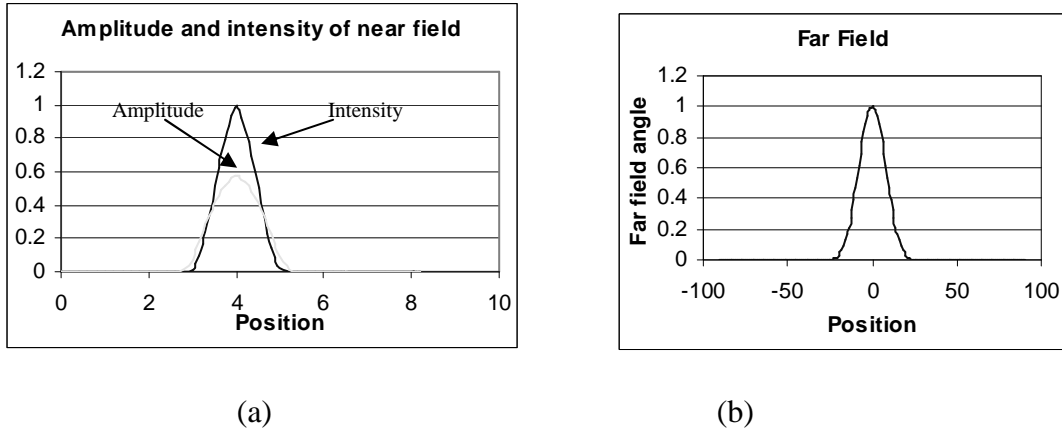 Amplitude and intensity of near field
1.2
1
0.8
0.6
0.4
0.2
0
Amplitude
Intensity
0 2 4 6 8 10
Position
(a)
Far Field
Far field angle
1.2
1
0.8
0.6
0.4
0.2
0
-100 -50 0 50 100
Position
(b)